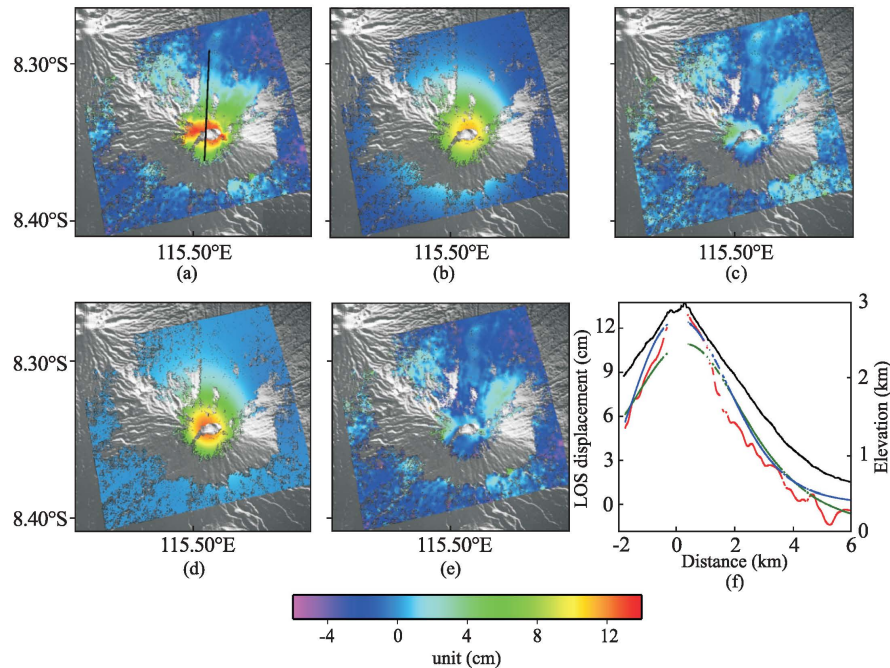 8.30°S
8.40°S
115.50°E
115.50°E
115.50°E
(a)
(b)
(c)
8.30°S
8.40°S
115.50°E
115.50°E
(d)
(e)
LOS displacement (cm)
12
9
6
3
0
3
2
1
0
Elevation (km)
-2
0
2
4
6
Distance (km)
(f)
-4
0
4
8
12
unit (cm)